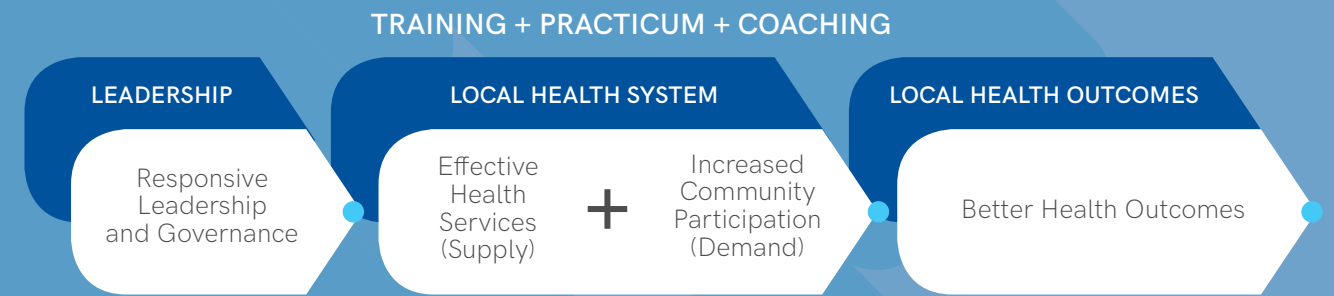 TRAINING + PRACTICUM + COACHING
LEADERSHIP
Responsive
Leadership
and Governance
LOCAL HEALTH SYSTEM
Effective
Health
Services
(Supply)
+
Increased
Community
Participation
(Demand)
LOCAL HEALTH OUTCOMES
Better Health Outcomes